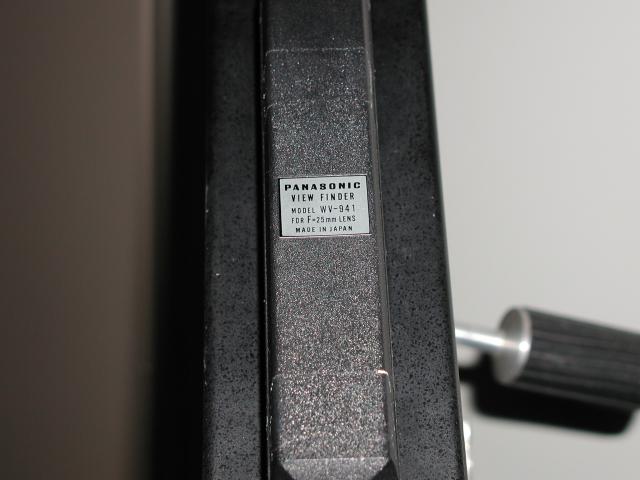 PANASONIC
VIEW FINDER
MODEL WV-941
FOR F=25mm LENS
MADE IN JAPAN